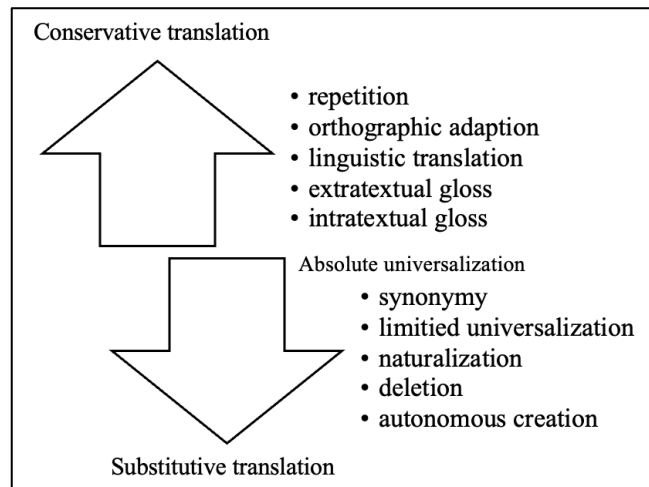 Conservative translation
• repetition
• orthographic adaption
• linguistic translation
• extratextual gloss
• intratextual gloss
Absolute universalization
• synonymy
• limitied universalization
• naturalization
• deletion
• autonomous creation
Substitutive translation